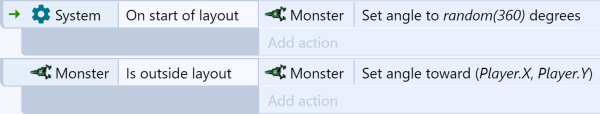 System On start of layout Monster Set angle to random(360) degrees
Add action
Monster Is outside layout Monster Set angle toward (Player.X, Player.Y)
Add action